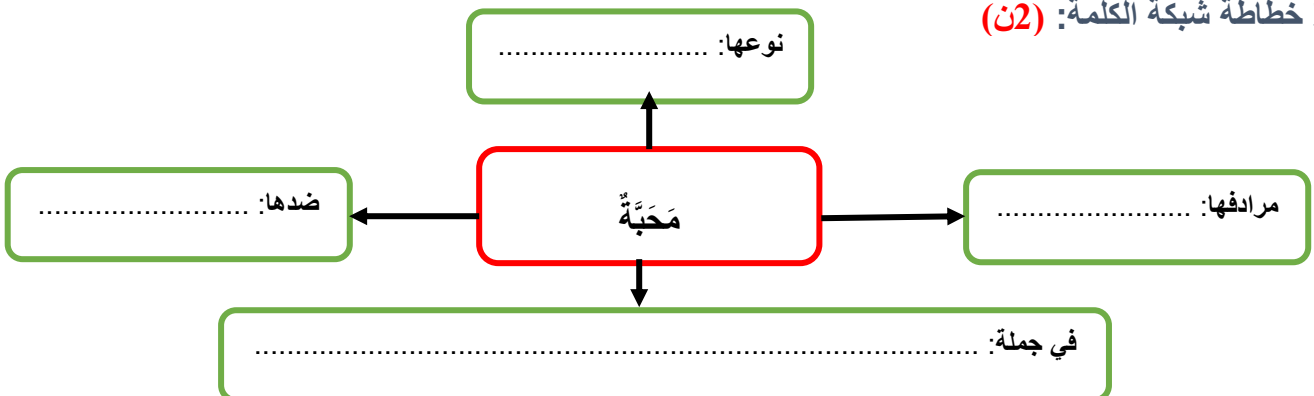 خطاطة شبكة الكلمة: (2ن)
نوعها: ..........................
مرادفها: ........................
مَحَبَّةٌ
ضدها: ..........................
في جملة: .........................................................................................